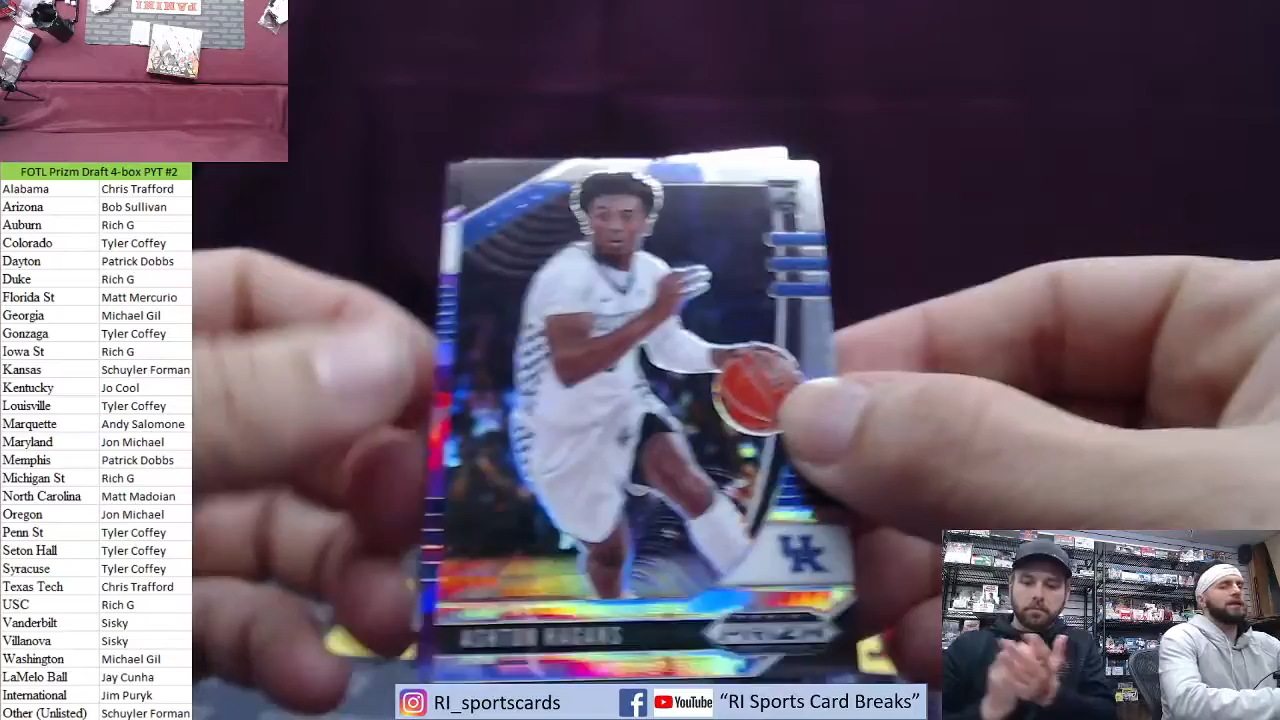 PANINI
FOTL Prizm Draft 4-box PYT #2
Alabama Chris Trafford
Arizona Bob Sullivan
Auburn Rich G
Colorado Tyler Coffey
Dayton Patrick Dobbs
Duke Rich G
Florida St Matt Mercurio
Georgia Michael Gil
Gonzaga Tyler Coffey
Iowa St Rich G
Kansas Schuyler Forman
Kentucky Jo Cool
Louisville Tyler Coffey
Marquette Andy Salomone
Maryland Jon Michael
Memphis Patrick Dobbs
Michigan St Rich G
North Carolina Matt Madoian
Oregon Jon Michael
Penn St Tyler Coffey
Seton Hall Tyler Coffey
Syracuse Tyler Coffey
Texas Tech Chris Trafford
USC Rich G
Vanderbilt Sisky
Villanova Sisky
Washington Michael Gil
LaMelo Ball Jay Cunha
International Jim Puryk
Other (Unlisted) Schuyler Forman
UK
ASHTON HAGANS
PRIZM
RI_sportscards
YouTube "RI Sports Card Breaks"